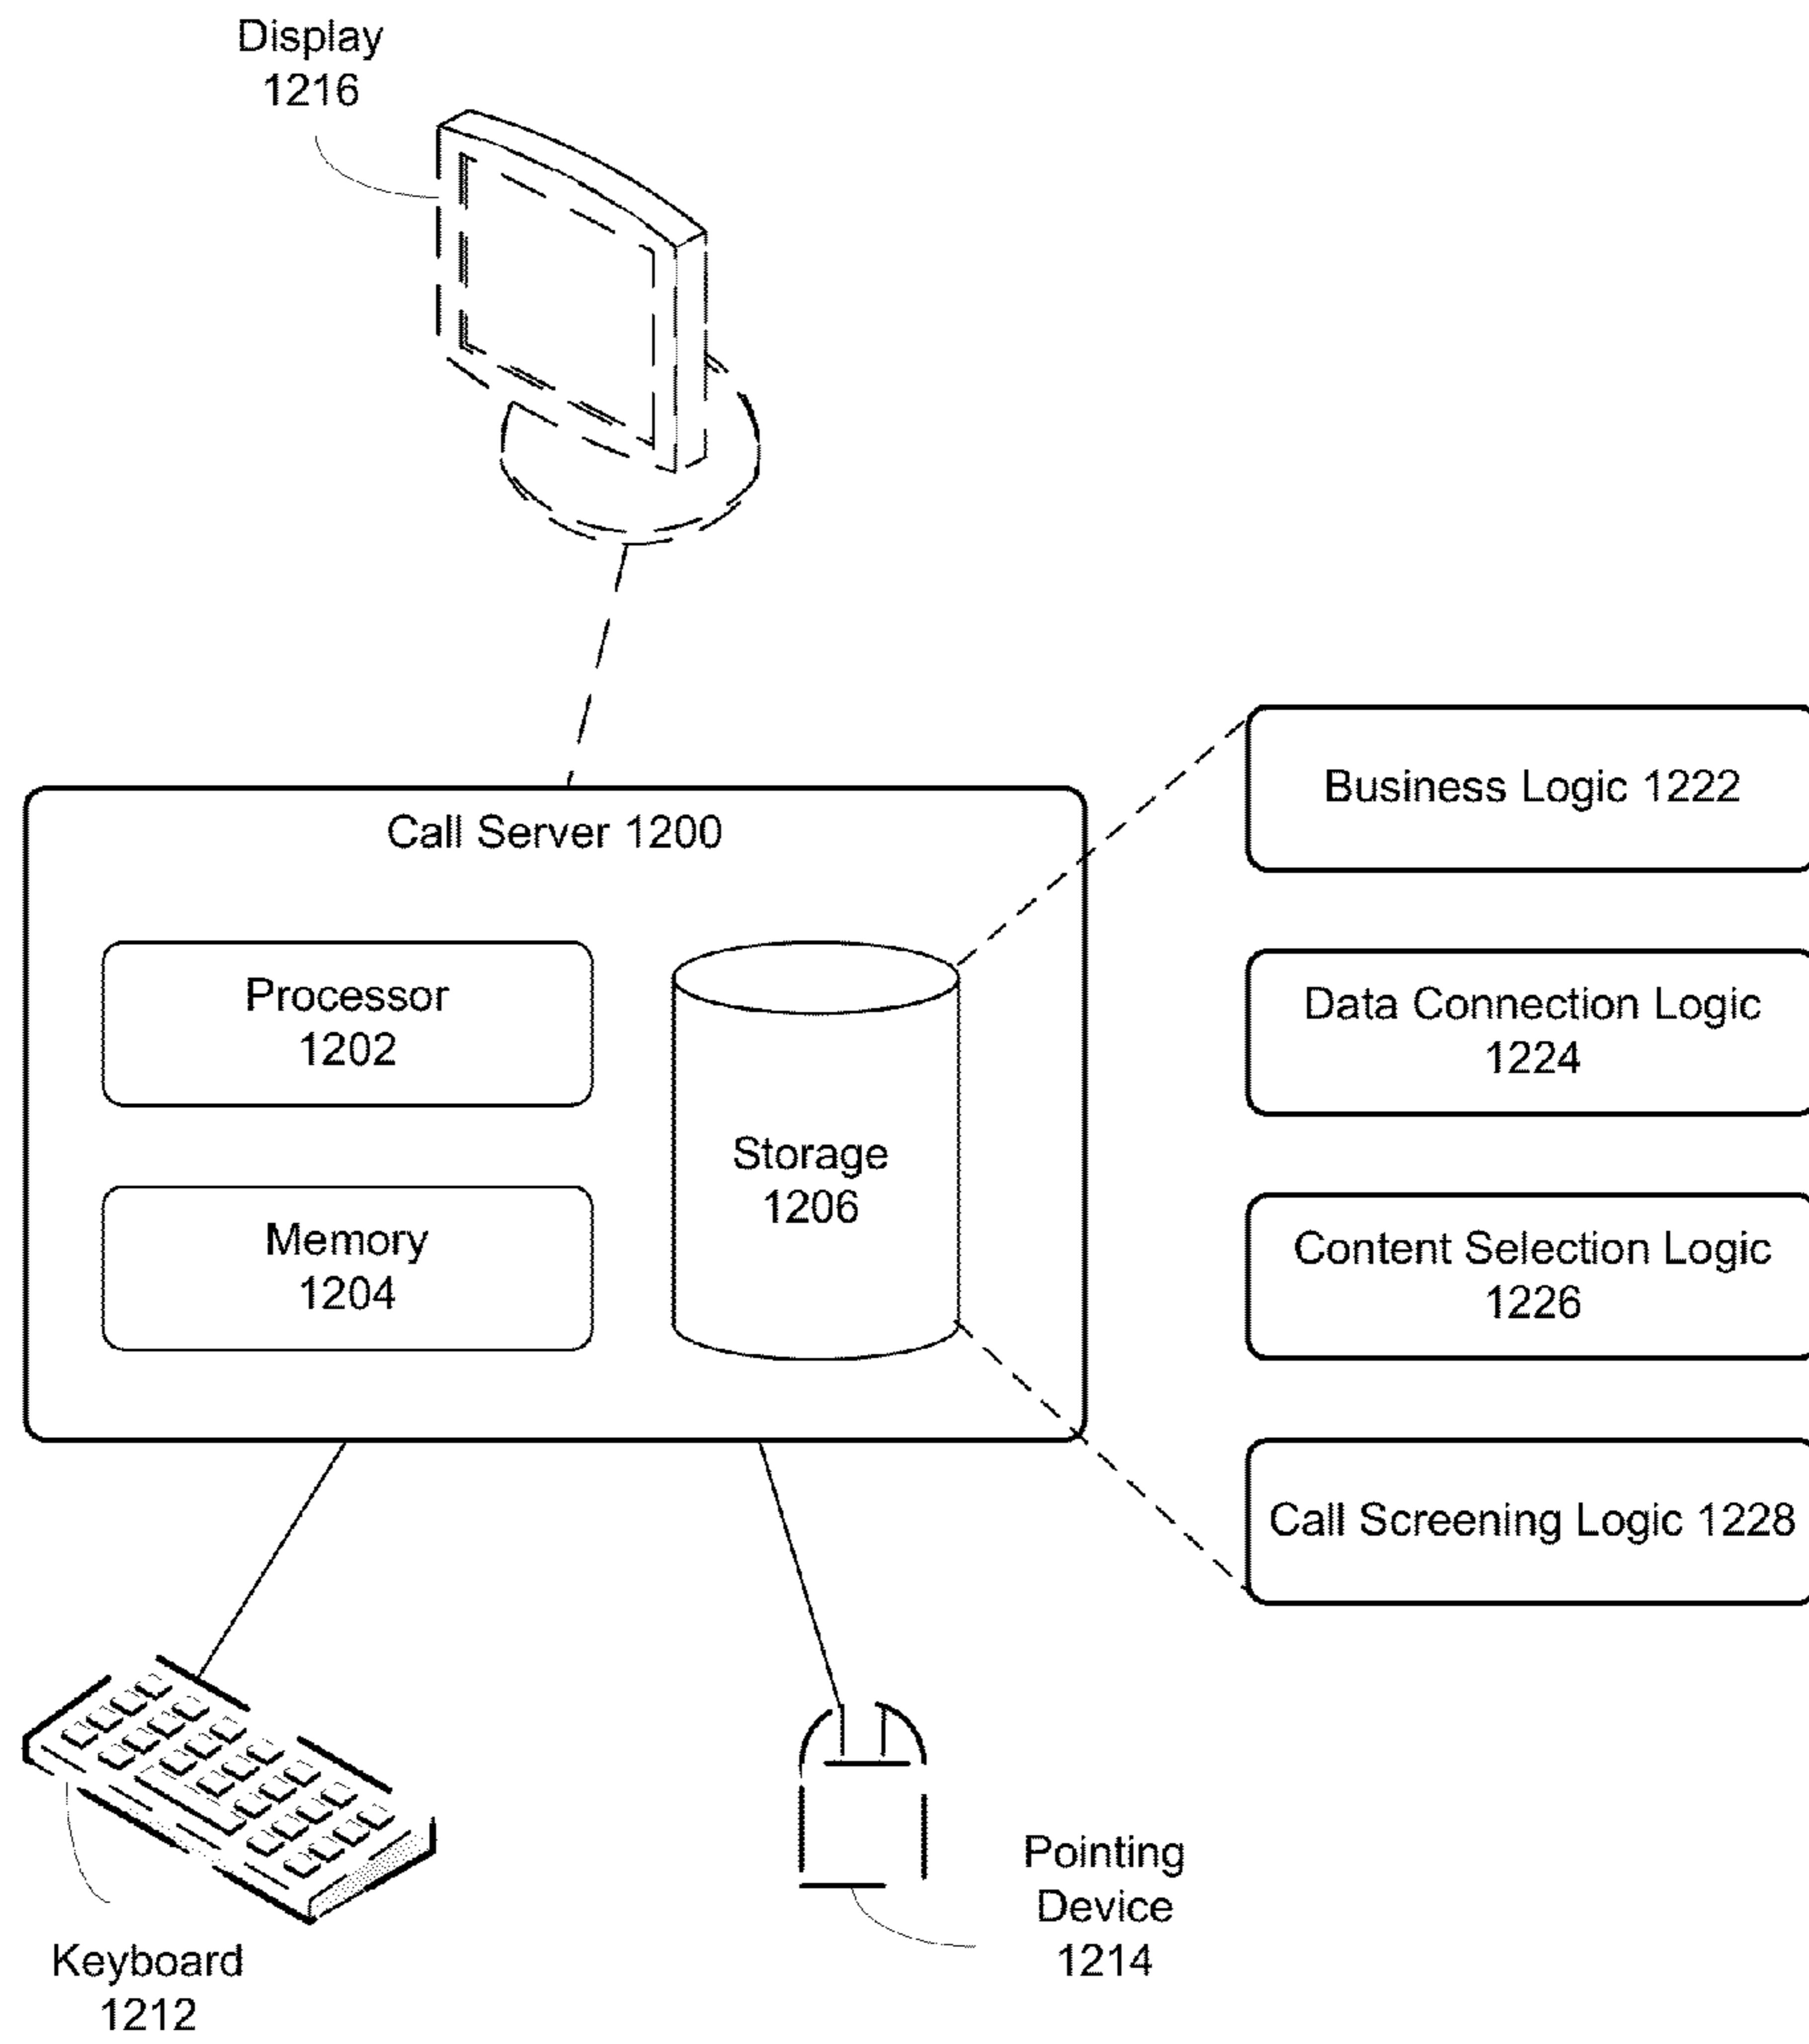 Display
1216
Call Server 1200
Processor
1202
Memory
1204
Storage
1206
Business Logic 1222
Data Connection Logic
1224
Content Selection Logic
1226
Call Screening Logic 1228
Keyboard
1212
Pointing
Device
1214